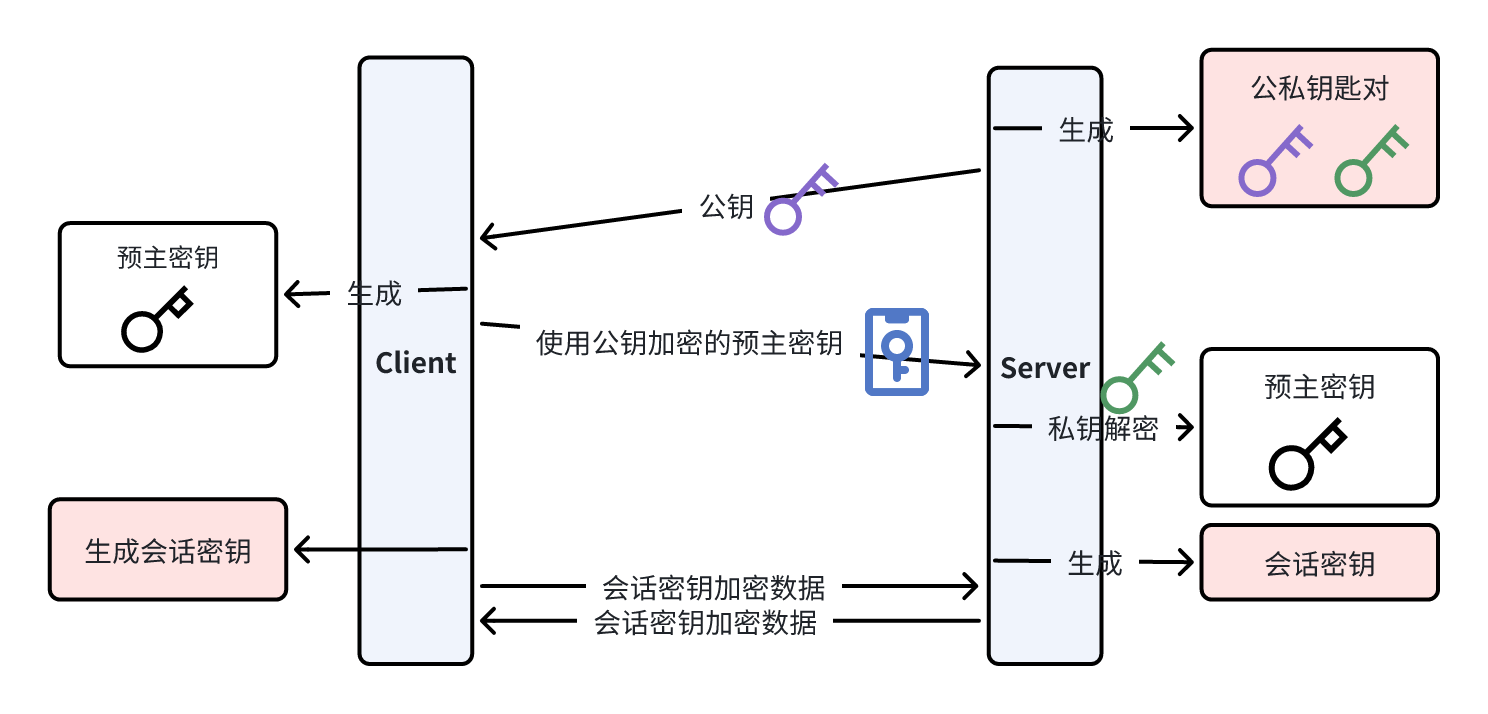 公私钥匙对
生成
公钥
预主密钥
生成
使用公钥加密的预主密钥
Client
Server
预主密钥
私钥解密
生成会话密钥
生成
会话密钥
会话密钥加密数据
会话密钥加密数据